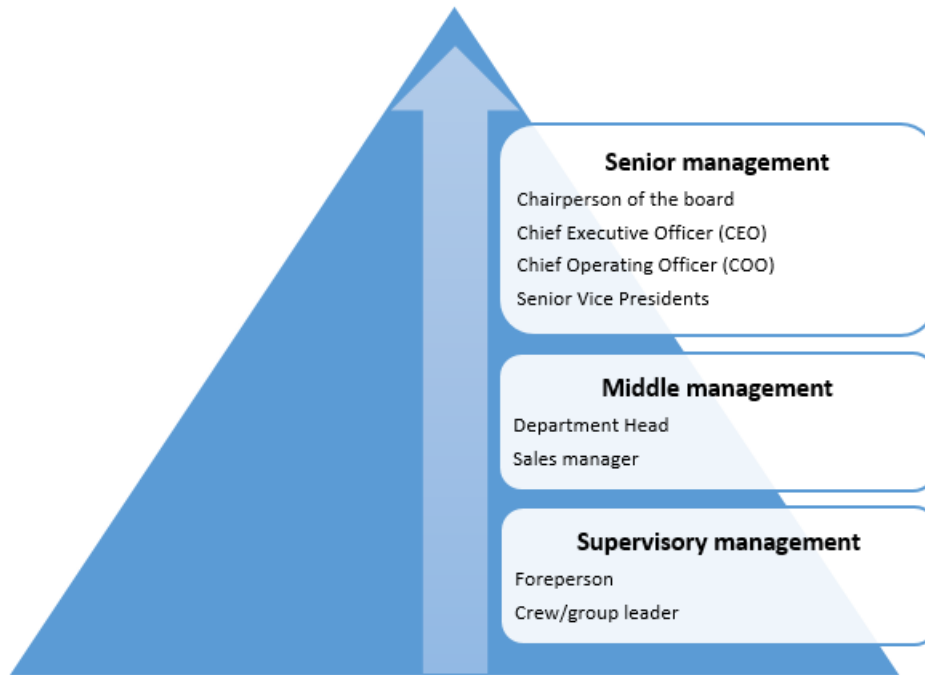 Senior management
Chairperson of the board
Chief Executive Officer (CEO)
Chief Operating Officer (COO)
Senior Vice Presidents
Middle management
Department Head
Sales manager
Supervisory management
Foreperson
Crew/group leader